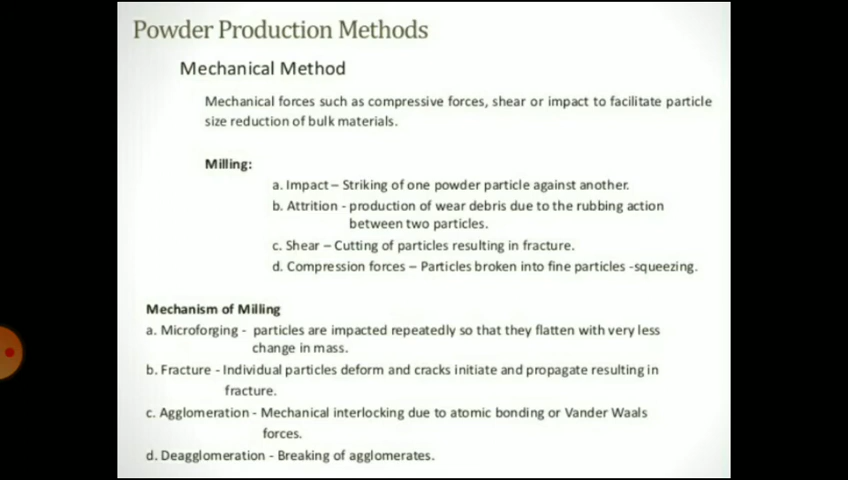 Powder Production Methods
Mechanical Method
Mechanical forces such as compressive forces, shear or impact to facilitate particle
size reduction of bulk materials.
Milling:
a. Impact – Striking of one powder particle against another.
b. Attrition - production of wear debris due to the rubbing action
between two particles.
c. Shear – Cutting of particles resulting in fracture.
d. Compression forces – Particles broken into fine particles -squeezing.
Mechanism of Milling
a. Microforging - particles are impacted repeatedly so that they flatten with very less
change in mass.
b. Fracture - Individual particles deform and cracks initiate and propagate resulting in
fracture.
c. Agglomeration - Mechanical interlocking due to atomic bonding or Vander Waals
forces.
d. Deagglomeration - Breaking of agglomerates.